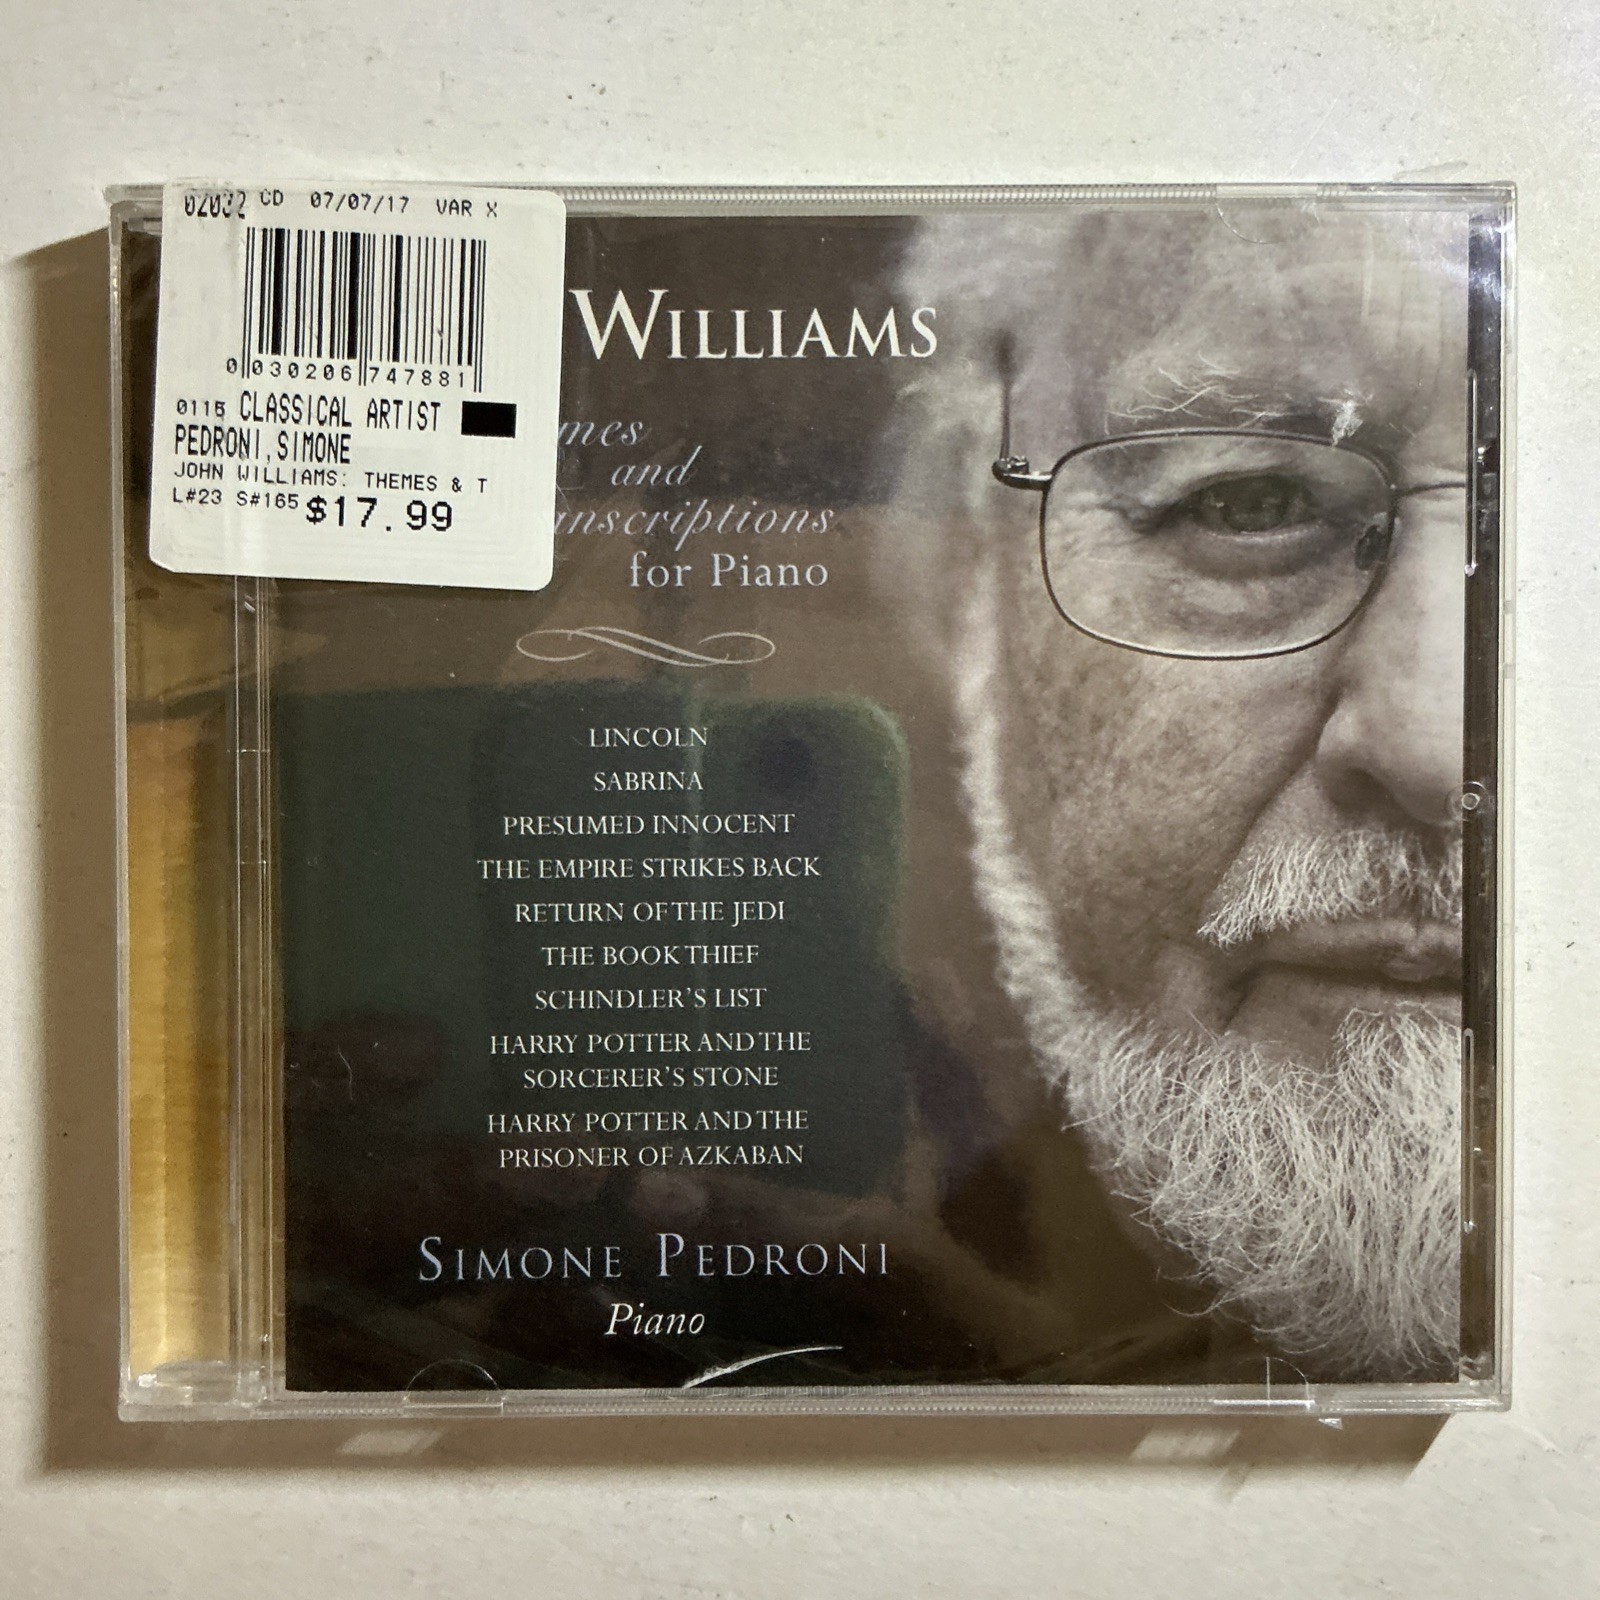 02032 CD 07/07/17 VAR X
0 030206 747881
0115 CLASSICAL ARTIST
PEDRONI,SIMONE
JOHN WILLIAMS: THEMES & T
L#23 S#165 $17.99
WILLIAMS
mes
and
anscriptions
for Piano
LINCOLN
SABRINA
PRESUMED INNOCENT
THE EMPIRE STRIKES BACK
RETURN OF THE JEDI
THE BOOK THIEF
SCHINDLER'S LIST
HARRY POTTER AND THE
SORCERER'S STONE
HARRY POTTER AND THE
PRISONER OF AZKABAN
SIMONE PEDRONI
Piano